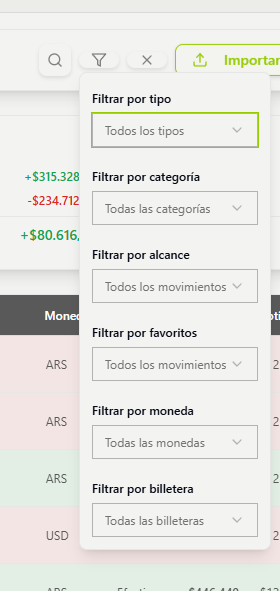 Importar
Filtrar por tipo
Todos los tipos
Filtrar por categoría
+$315.328
Todas las categorías
-$234.712
+$80.616,
Filtrar por alcance
Todos los movimientos
Filtrar por favoritos
ARS
Todos los movimientos
Filtrar por moneda
ARS
Todas las monedas
ARS
Filtrar por billetera
Todas las billeteras
USD
ARS